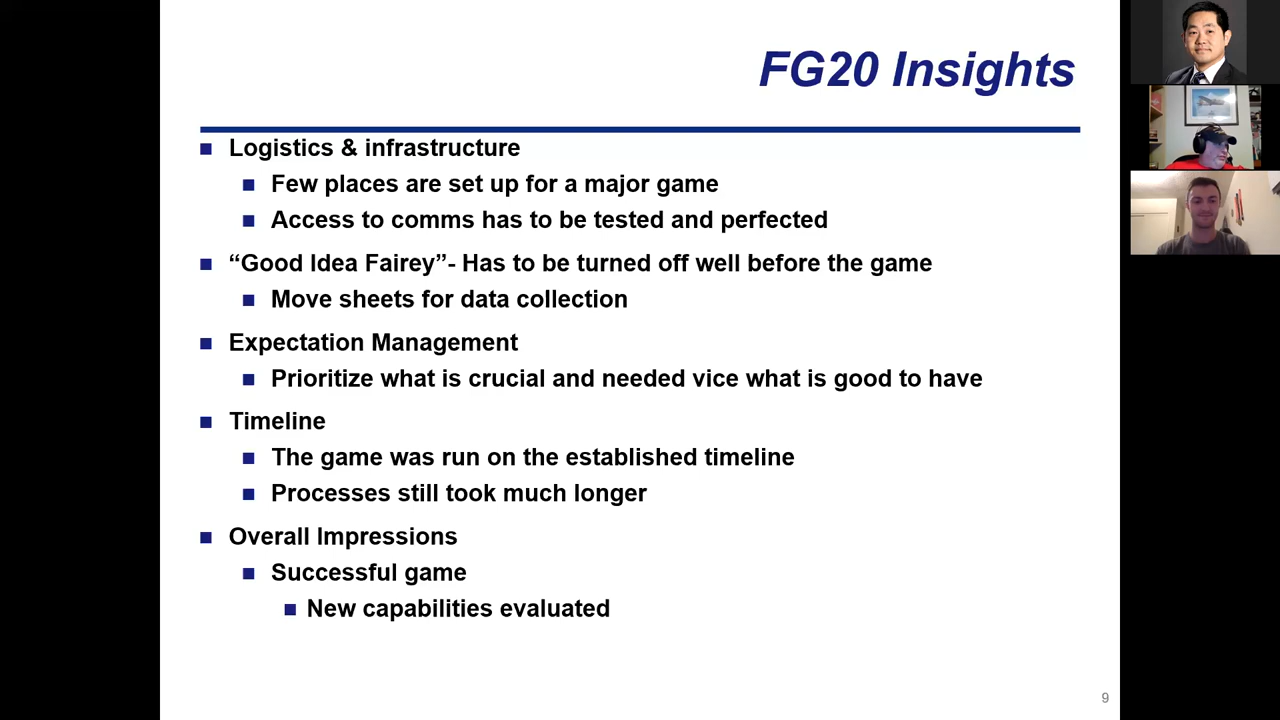 FG20 Insights
Logistics & infrastructure
Few places are set up for a major game
Access to comms has to be tested and perfected
“Good Idea Fairey”- Has to be turned off well before the game
Move sheets for data collection
Expectation Management
Prioritize what is crucial and needed vice what is good to have
Timeline
The game was run on the established timeline
Processes still took much longer
Overall Impressions
Successful game
New capabilities evaluated
9